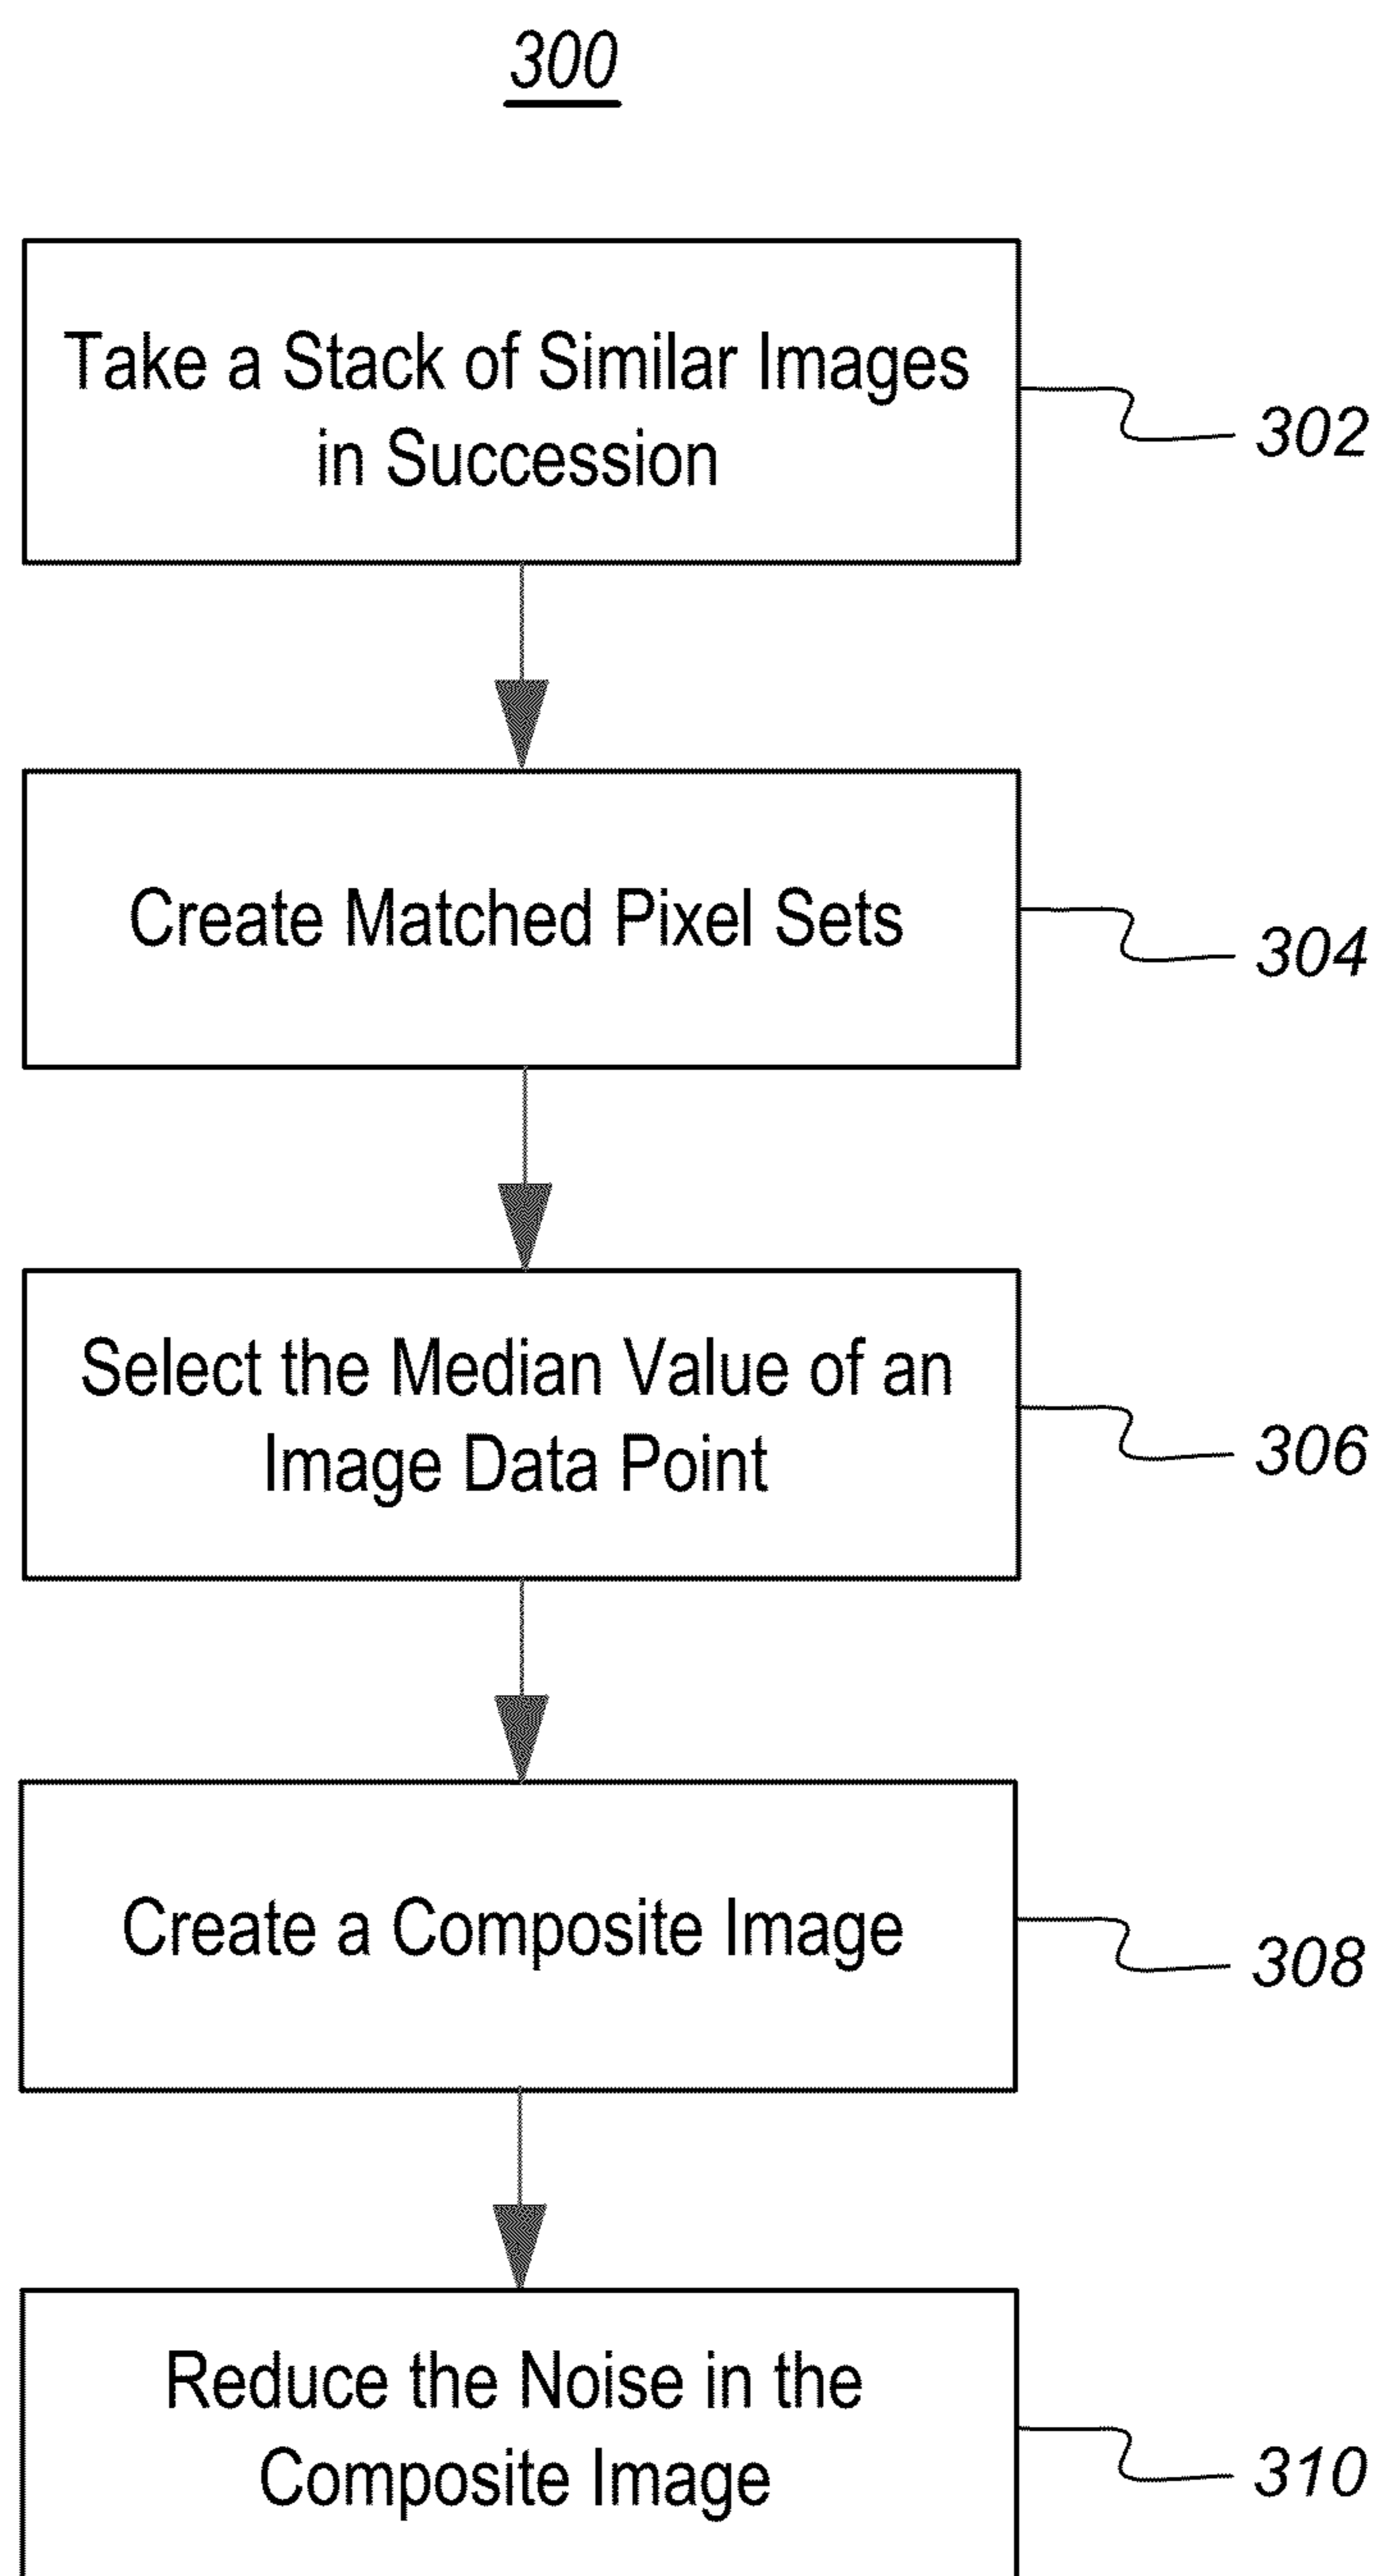 300
Take a Stack of Similar Images
in Succession
302
Create Matched Pixel Sets
304
Select the Median Value of an
Image Data Point
306
Create a Composite Image
308
Reduce the Noise in the
Composite Image
310